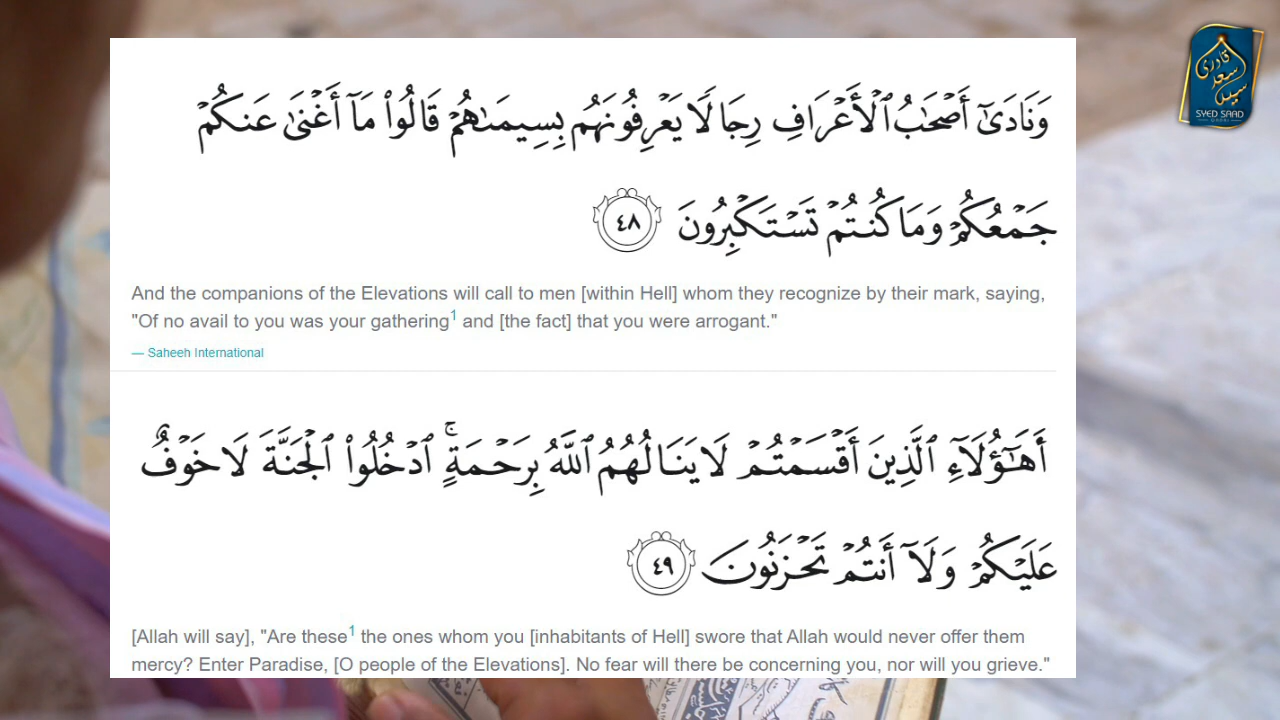 قادری
سعد
سید
SYED SAAD
وَنَادَىٰٓ أَصْحَـٰبُ ٱلْأَعْرَافِ رِجَالًا يَعْرِفُونَهُم بِسِيمَىٰهُمْ قَالُوا۟ مَآ أَغْنَىٰ عَنكُمْ
جَمْعُكُمْ وَمَا كُنتُمْ تَسْتَكْبِرُونَ ٤٨
And the companions of the Elevations will call to men [within Hell] whom they recognize by their mark, saying,
"Of no avail to you was your gathering1 and [the fact] that you were arrogant."
— Saheeh International
أَهَـٰٓؤُلَآءِ ٱلَّذِينَ أَقْسَمْتُمْ لَا يَنَالُهُمُ ٱللَّهُ بِرَحْمَةٍ ۚ ٱدْخُلُوا۟ ٱلْجَنَّةَ لَا خَوْفٌ
عَلَيْكُمْ وَلَآ أَنتُمْ تَحْزَنُونَ ٤٩
[Allah will say], "Are these1 the ones whom you [inhabitants of Hell] swore that Allah would never offer them
mercy? Enter Paradise, [O people of the Elevations]. No fear will there be concerning you, nor will you grieve."